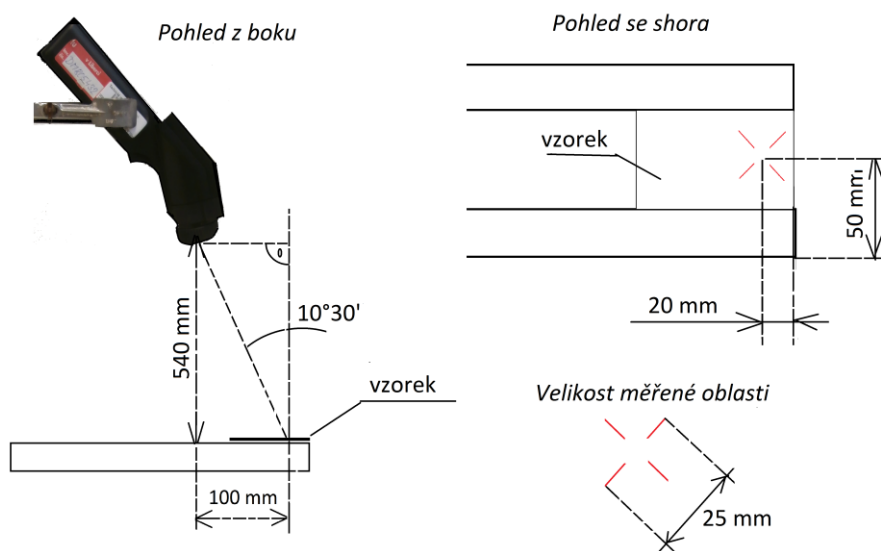 Pohled z boku
540 mm
10°30'
vzorek
100 mm
Pohled se shora
vzorek
50 mm
20 mm
Velikost měřené oblasti
25 mm